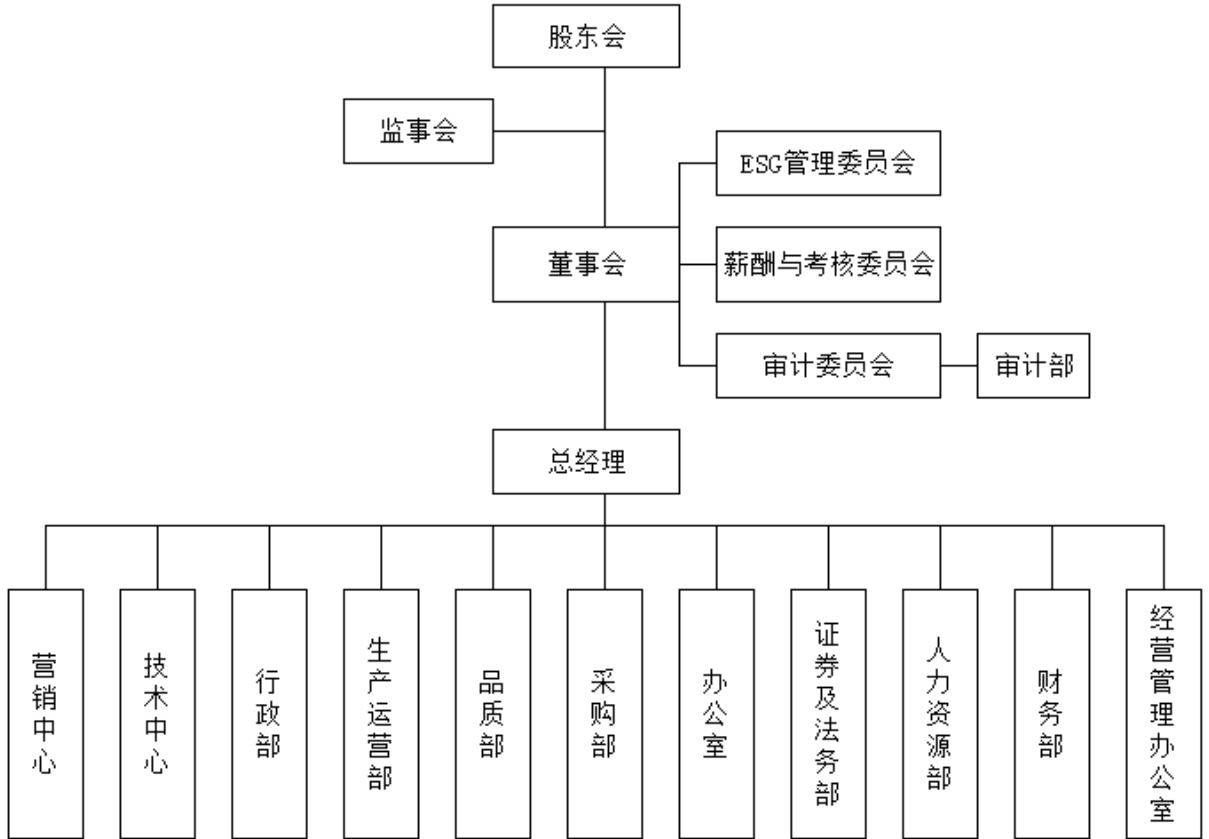 股东会
监事会
ESG管理委员会
董事会
薪酬与考核委员会
审计委员会
审计部
总经理
营销中心
技术中心
行政部
生产运营部
品质部
采购部
办公室
证券及法务部
人力资源部
财务部
经营管理办公室